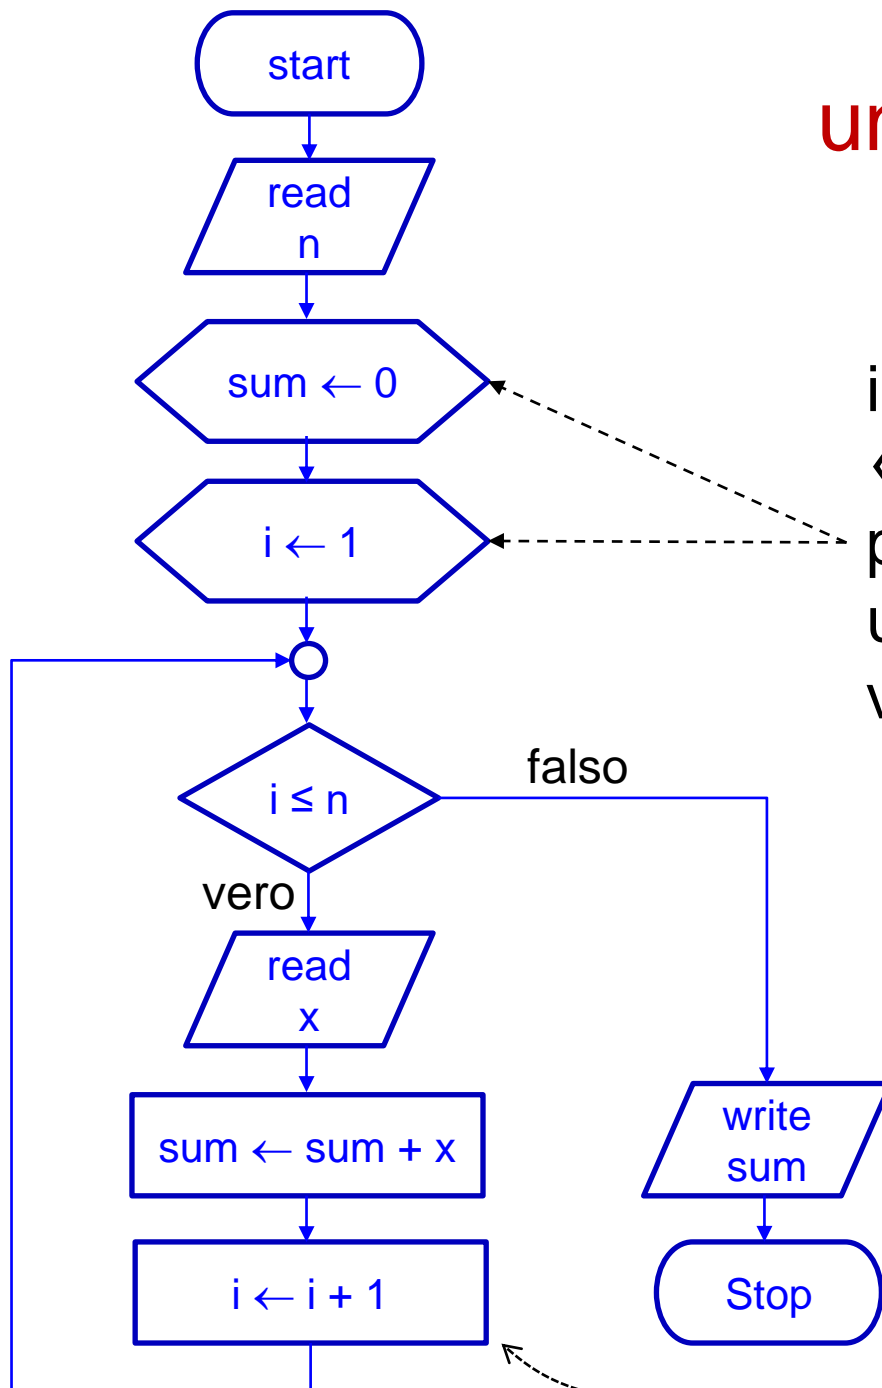 start
read
n
sum ← 0
i ← 1
i ≤ n
falso
vero
read
x
sum ← sum + x
i ← i + 1
write
sum
Stop